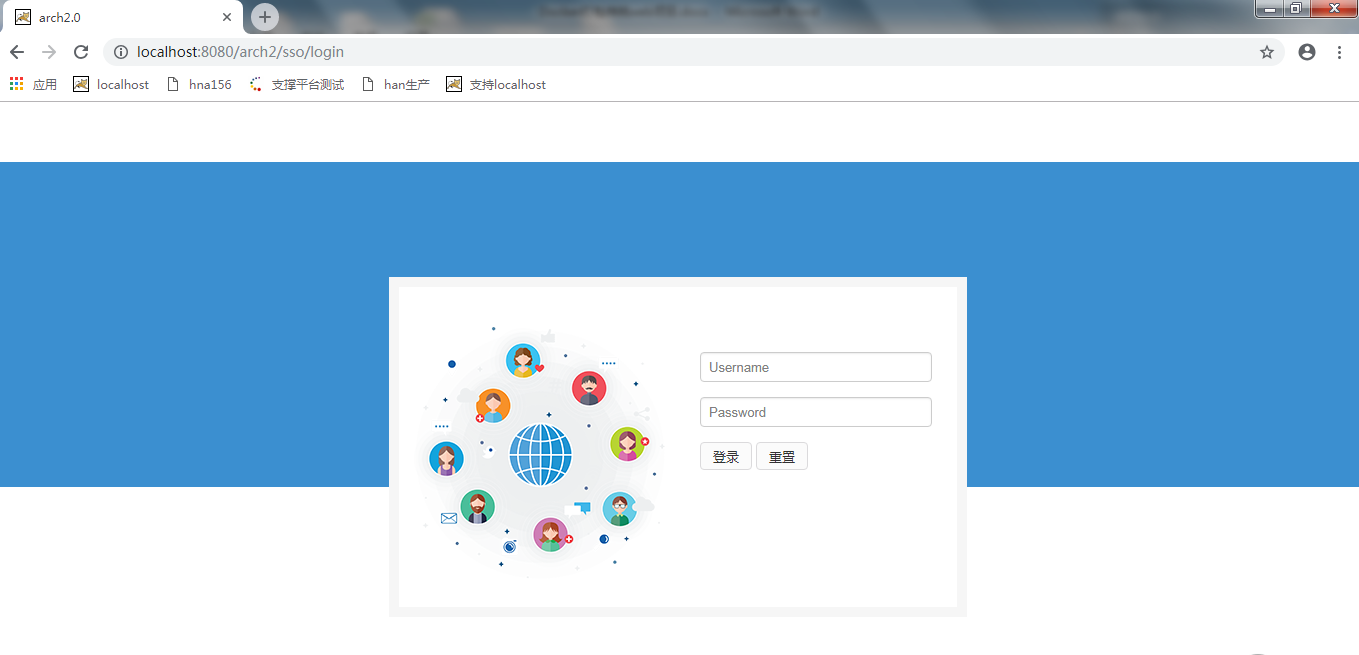 arch2.0
localhost:8080/arch2/sso/login
应用 localhost hna156 支撑平台测试 han生产 支持localhost
Username
Password
登录 重置